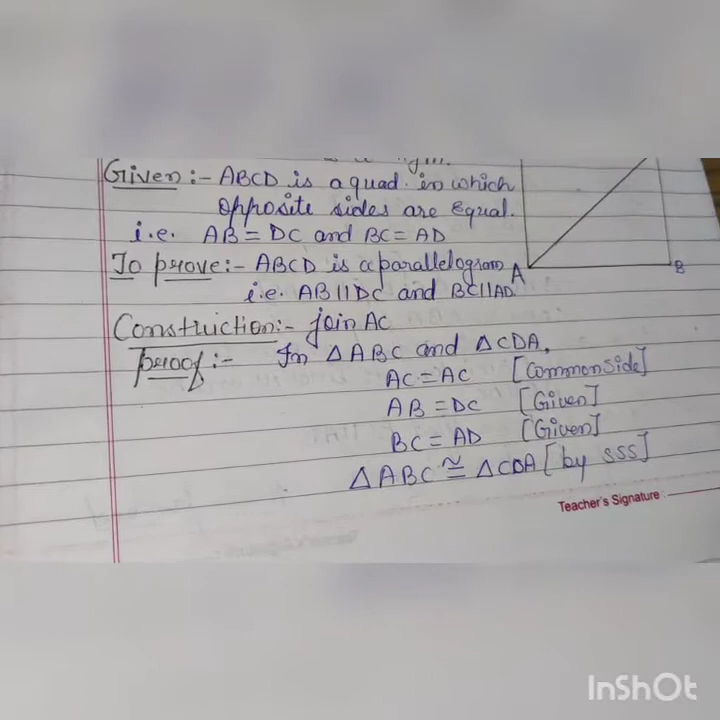 Given :- ABCD is a quad. in which
opposite sides are equal.
i.e. AB = DC and BC = AD
To prove :- ABCD is a parallelogram
i.e. AB || DC and BC || AD.
A
B
Construction :- join AC
Proof :- In △ABC and △CDA,
AC = AC [Common side]
AB = DC [Given]
BC = AD [Given]
△ABC ≅ △CDA [by SSS]
Teacher's Signature :
InShOt